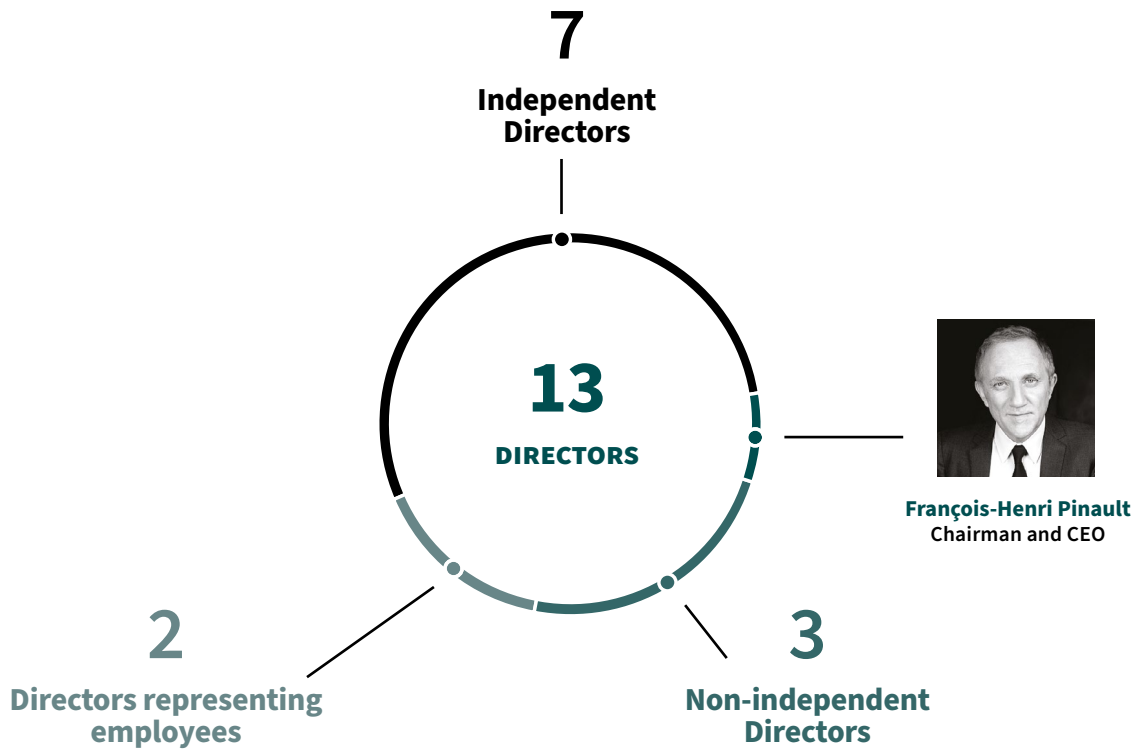 7
Independent
Directors
13
DIRECTORS
François-Henri Pinault
Chairman and CEO
2
Directors representing
employees
3
Non-independent
Directors